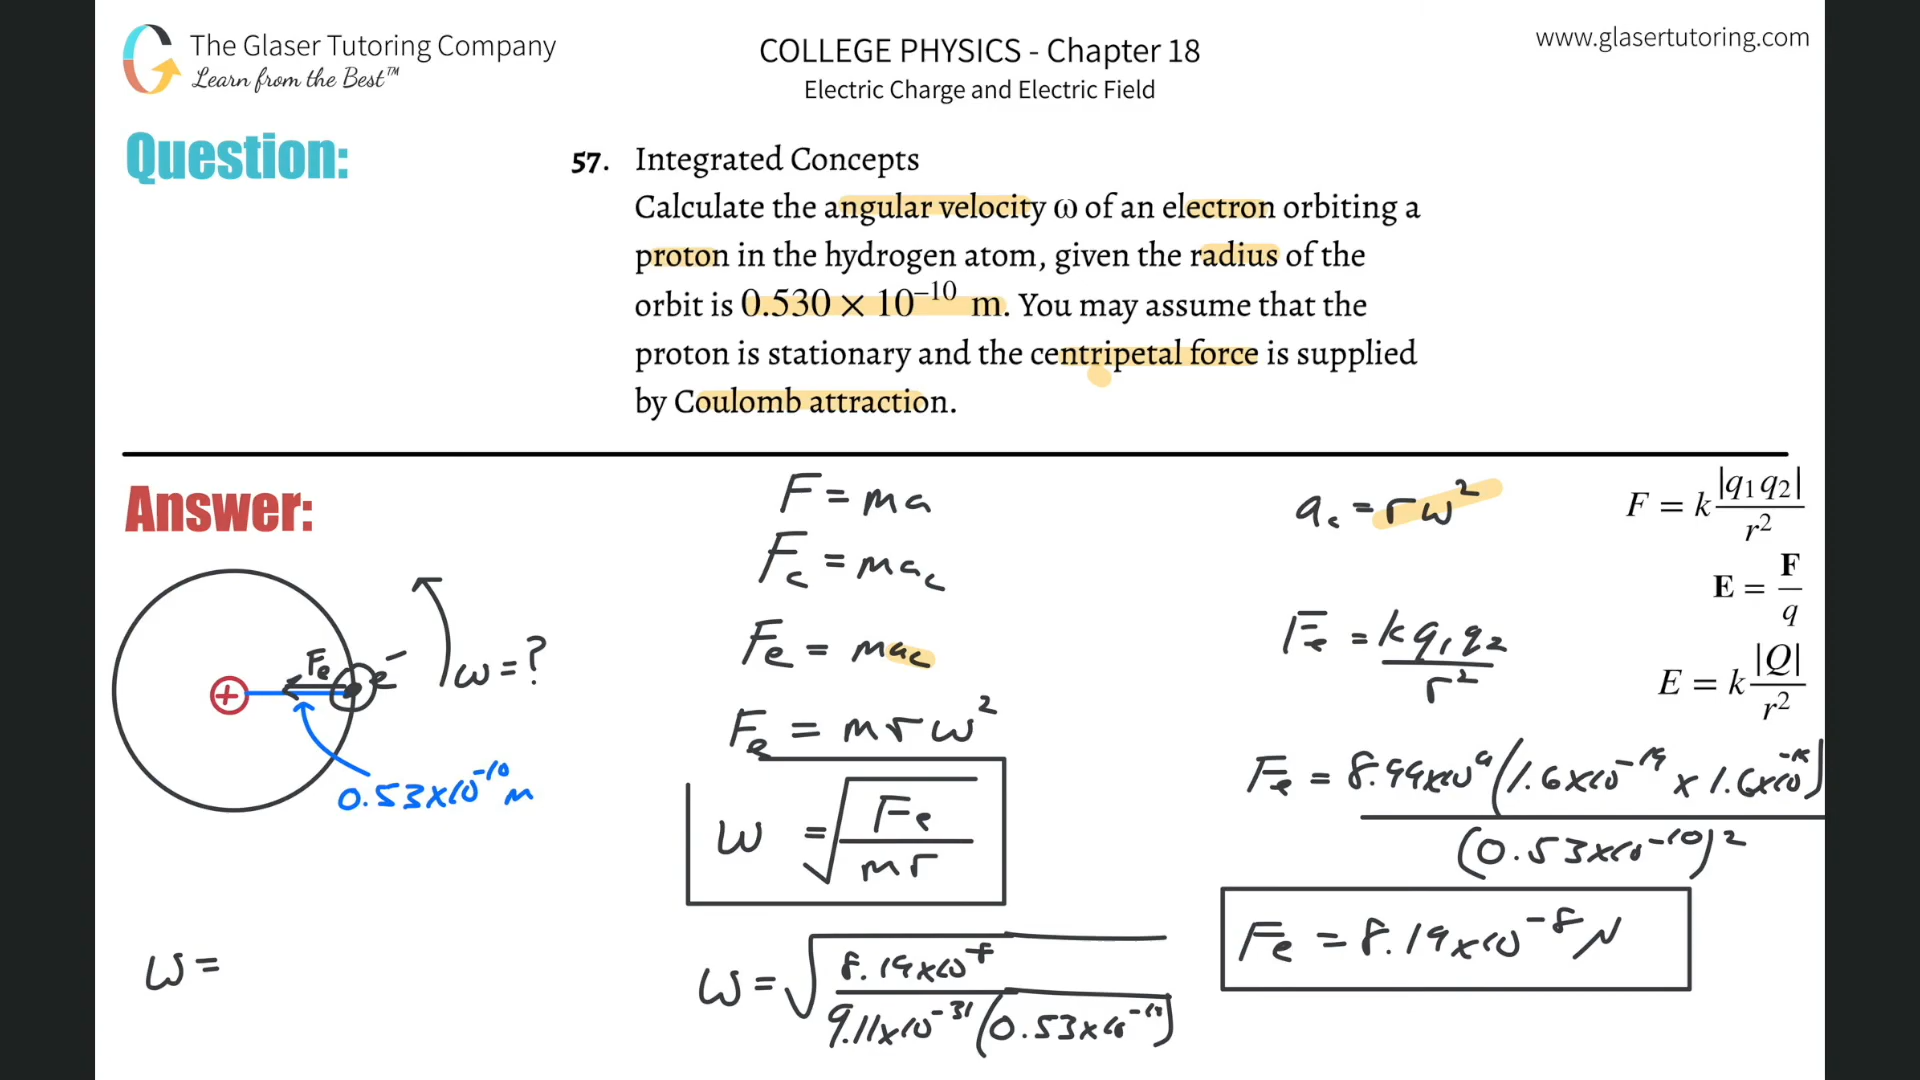 The Glaser Tutoring Company
Learn from the Best™
COLLEGE PHYSICS - Chapter 18
Electric Charge and Electric Field
www.glasertutoring.com
Question:
57. Integrated Concepts
Calculate the angular velocity ω of an electron orbiting a
proton in the hydrogen atom, given the radius of the
orbit is 0.530 × 10⁻¹⁰ m. You may assume that the
proton is stationary and the centripetal force is supplied
by Coulomb attraction.
Answer:
+
Fe
e⁻
ω = ?
0.53x10⁻¹⁰ m
ω =
F = ma
Fc = mac
Fe = mac
Fe = mrω²
ω = √(Fe / mr)
ω = √(8.19x10⁻⁸ / 9.11x10⁻³¹(0.53x10⁻¹⁰))
ac = rω²
Fe = kq₁q₂ / r²
Fe = 8.99x10⁹(1.6x10⁻¹⁹ x 1.6x10⁻¹⁹) / (0.53x10⁻¹⁰)²
Fe = 8.19x10⁻⁸ N
F = k |q₁q₂| / r²
E = F / q
E = k |Q| / r²